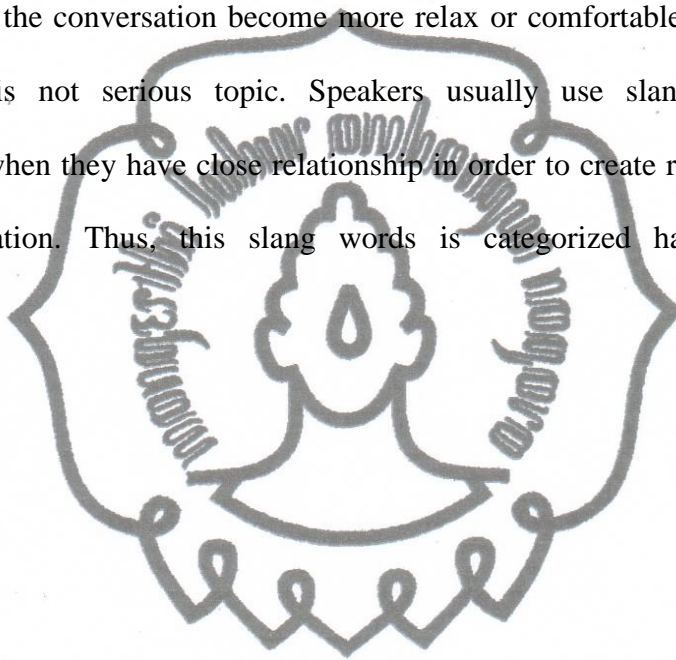 the conversation become more relax or comfortable
is not serious topic. Speakers usually use slan
when they have close relationship in order to create r
ation. Thus, this slang words is categorized ha